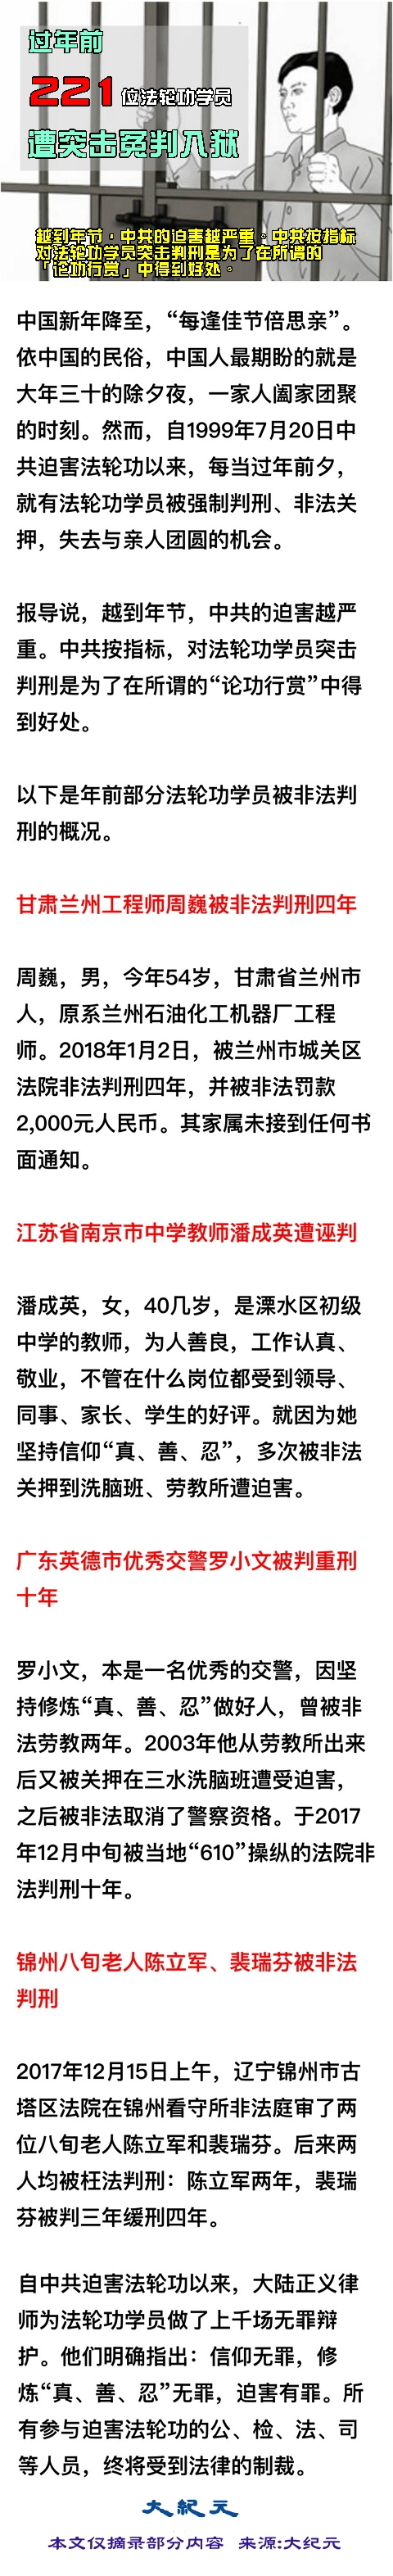 过年前
221位法轮功学员
遭突击冤判入狱
越到年节，中共的迫害越严重。中共按指标
对法轮功学员突击判刑是为了在所谓的
「论功行赏」中得到好处。
中国新年降至，“每逢佳节倍思亲”。
依中国的民俗，中国人最期盼的就是
大年三十的除夕夜，一家人阖家团聚
的时刻。然而，自1999年7月20日中
共迫害法轮功以来，每当过年前夕，
就有法轮功学员被强制判刑、非法关
押，失去与亲人团圆的机会。
报导说，越到年节，中共的迫害越严
重。中共按指标，对法轮功学员突击
判刑是为了在所谓的“论功行赏”中得
到好处。
以下是年前部分法轮功学员被非法判
刑的概况。
甘肃兰州工程师周巍被非法判刑四年
周巍，男，今年54岁，甘肃省兰州市
人，原系兰州石油化工机器厂工程
师。2018年1月2日，被兰州市城关区
法院非法判刑四年，并被非法罚款
2,000元人民币。其家属未接到任何书
面通知。
江苏省南京市中学教师潘成英遭诬判
潘成英，女，40几岁，是溧水区初级
中学的教师，为人善良，工作认真、
敬业，不管在什么岗位都受到领导、
同事、家长、学生的好评。就因为她
坚持信仰“真、善、忍”，多次被非法
关押到洗脑班、劳教所遭迫害。
广东英德市优秀交警罗小文被判重刑
十年
罗小文，本是一名优秀的交警，因坚
持修炼“真、善、忍”做好人，曾被非
法劳教两年。2003年他从劳教所出来
后又被关押在三水洗脑班遭受迫害，
之后被非法取消了警察资格。于2017
年12月中旬被当地“610”操纵的法院非
法判刑十年。
锦州八旬老人陈立军、裴瑞芬被非法
判刑
2017年12月15日上午，辽宁锦州市古
塔区法院在锦州看守所非法庭审了两
位八旬老人陈立军和裴瑞芬。后来两
人均被枉法判刑：陈立军两年，裴瑞
芬被判三年缓刑四年。
自中共迫害法轮功以来，大陆正义律
师为法轮功学员做了上千场无罪辩
护。他们明确指出：信仰无罪，修
炼“真、善、忍”无罪，迫害有罪。所
有参与迫害法轮功的公、检、法、司
等人员，终将受到法律的制裁。
大紀元
本文仅摘录部分内容 来源:大纪元